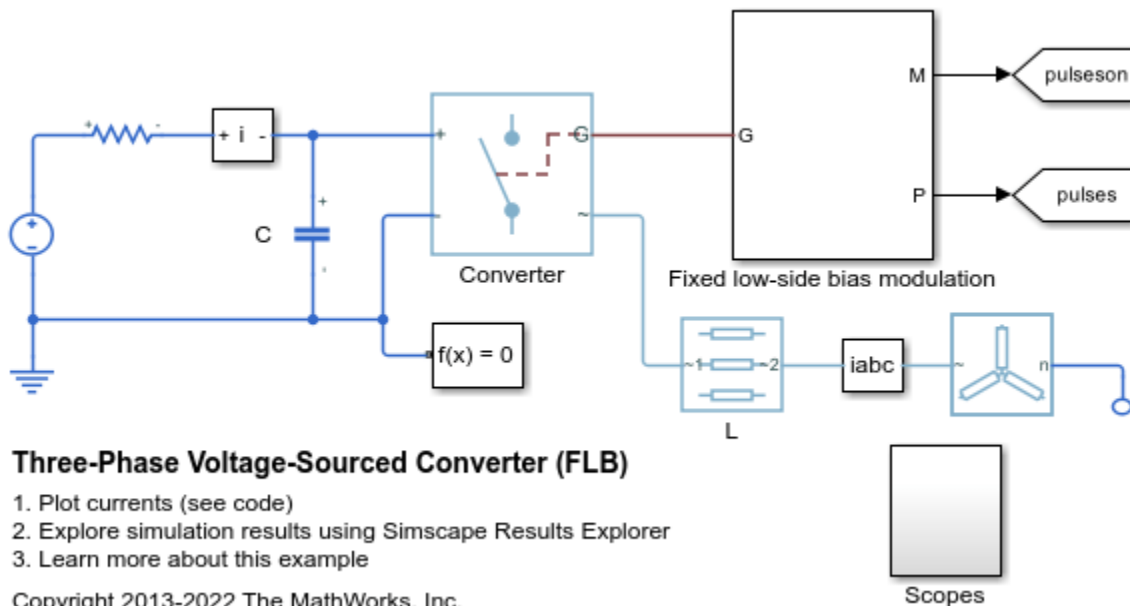 M
pulseson
+ i -
+
G
G
-
~
P
pulses
C
Converter
Fixed low-side bias modulation
f(x) = 0
~1
~2
iabc
~
n
L
Three-Phase Voltage-Sourced Converter (FLB)
1. Plot currents (see code)
2. Explore simulation results using Simscape Results Explorer
3. Learn more about this example
Copyright 2013-2022 The MathWorks, Inc.
Scopes